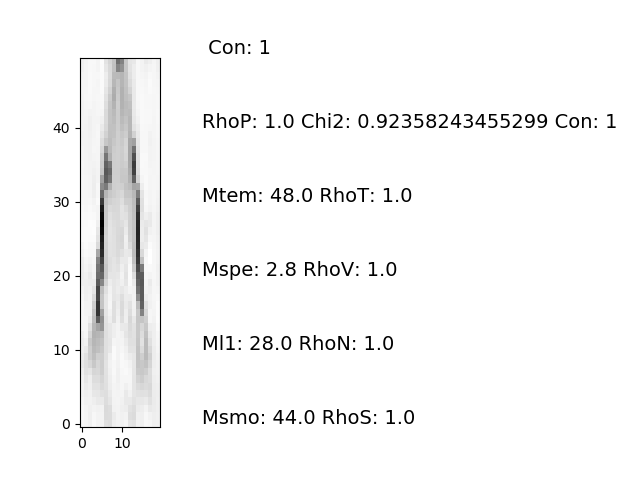 Con: 1
RhoP: 1.0 Chi2: 0.92358243455299 Con: 1
40
Mtem: 48.0 RhoT: 1.0
30
Mspe: 2.8 RhoV: 1.0
20
Ml1: 28.0 RhoN: 1.0
10
Msmo: 44.0 RhoS: 1.0
0
0 10